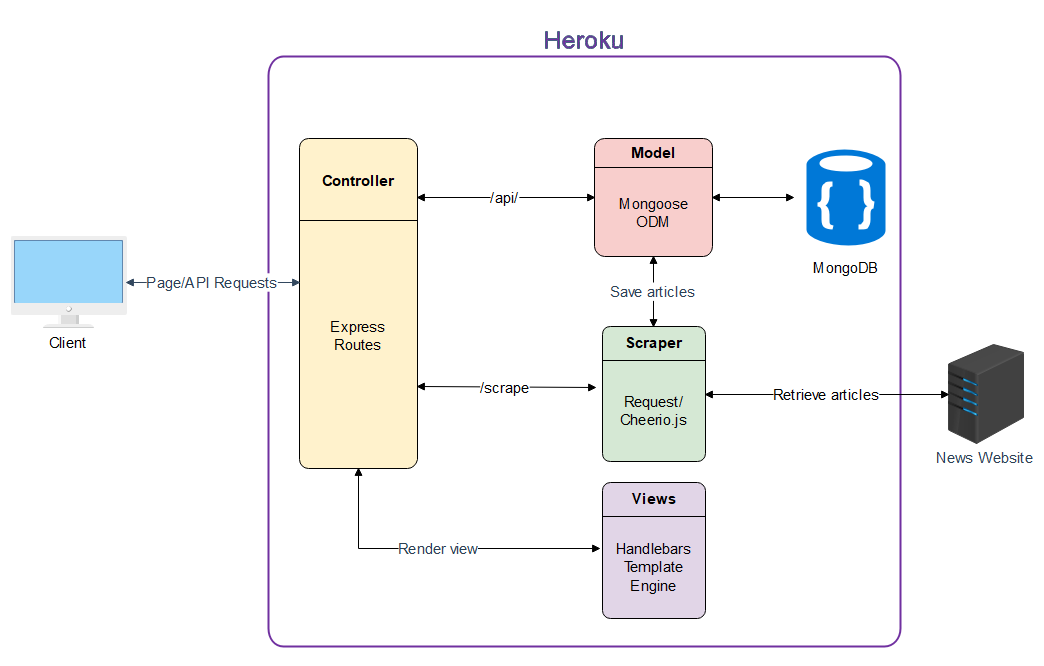 Heroku
Controller
Express
Routes
/api/
Model
Mongoose
ODM
MongoDB
Page/API Requests
Client
Save articles
/scrape
Scraper
Request/
Cheerio.js
Retrieve articles
News Website
Render view
Views
Handlebars
Template
Engine